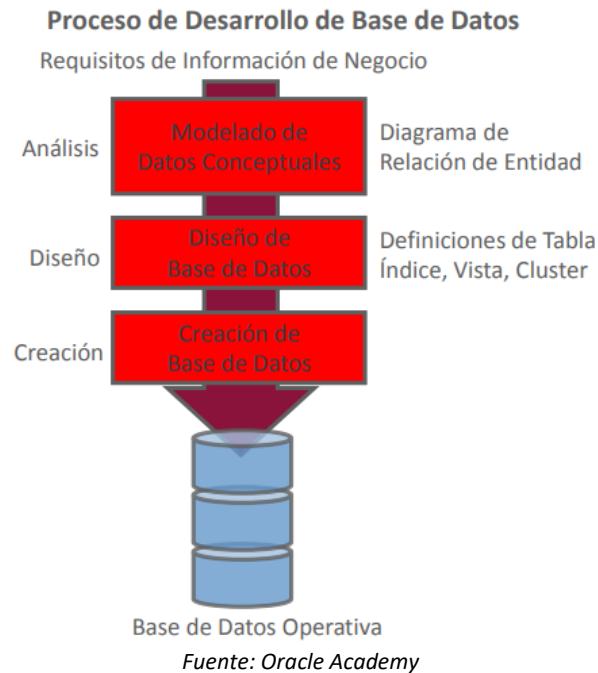 Proceso de Desarrollo de Base de Datos
Requisitos de Información de Negocio
Análisis
Modelado de
Datos Conceptuales
Diagrama de
Relación de Entidad
Diseño
Diseño de
Base de Datos
Definiciones de Tabla
Índice, Vista, Cluster
Creación
Creación de
Base de Datos
Base de Datos Operativa
Fuente: Oracle Academy